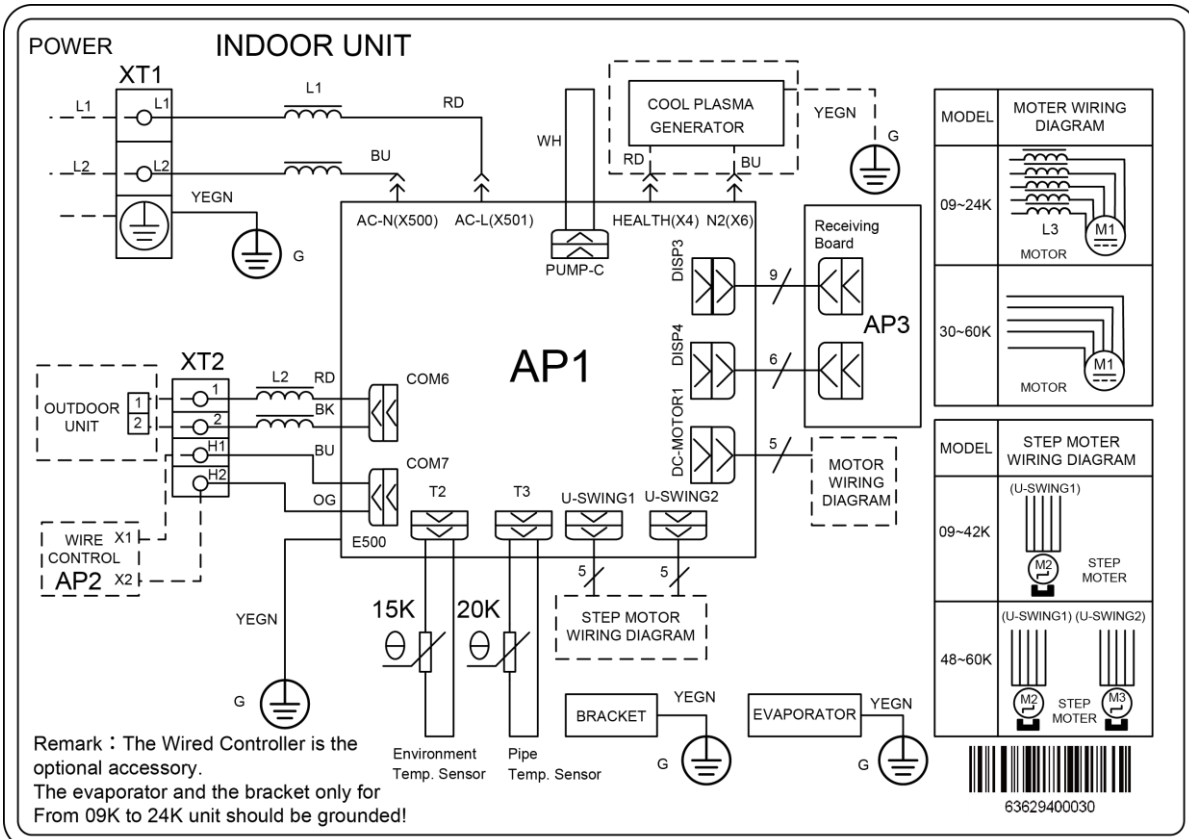 POWER
INDOOR UNIT
XT1
L1
L1
L1
RD
L2
L2
BU
YEGN
G
WH
COOL PLASMA
GENERATOR
YEGN
G
RD
BU
AC-N(X500)
AC-L(X501)
PUMP-C
HEALTH(X4)
N2(X6)
AP1
DISP3
9
DISP4
6
DC-MOTOR1
5
Receiving
Board
AP3
MOTOR
WIRING
DIAGRAM
XT2
OUTDOOR
UNIT
1
2
1
2
H1
H2
L2
RD
BK
BU
OG
COM6
COM7
E500
WIRE
CONTROL
AP2
X1
X2
YEGN
G
T2
T3
U-SWING1
U-SWING2
5
5
15K
20K
STEP MOTOR
WIRING DIAGRAM
Environment
Temp. Sensor
Pipe
Temp. Sensor
BRACKET
YEGN
G
EVAPORATOR
YEGN
G
Remark：The Wired Controller is the
optional accessory.
The evaporator and the bracket only for
From 09K to 24K unit should be grounded!
MODEL
MOTER WIRING
DIAGRAM
09~24K
L3
M1
MOTOR
30~60K
M1
MOTOR
MODEL
STEP MOTER
WIRING DIAGRAM
09~42K
(U-SWING1)
M2
STEP
MOTER
48~60K
(U-SWING1) (U-SWING2)
M2
STEP
MOTER
M3
63629400030